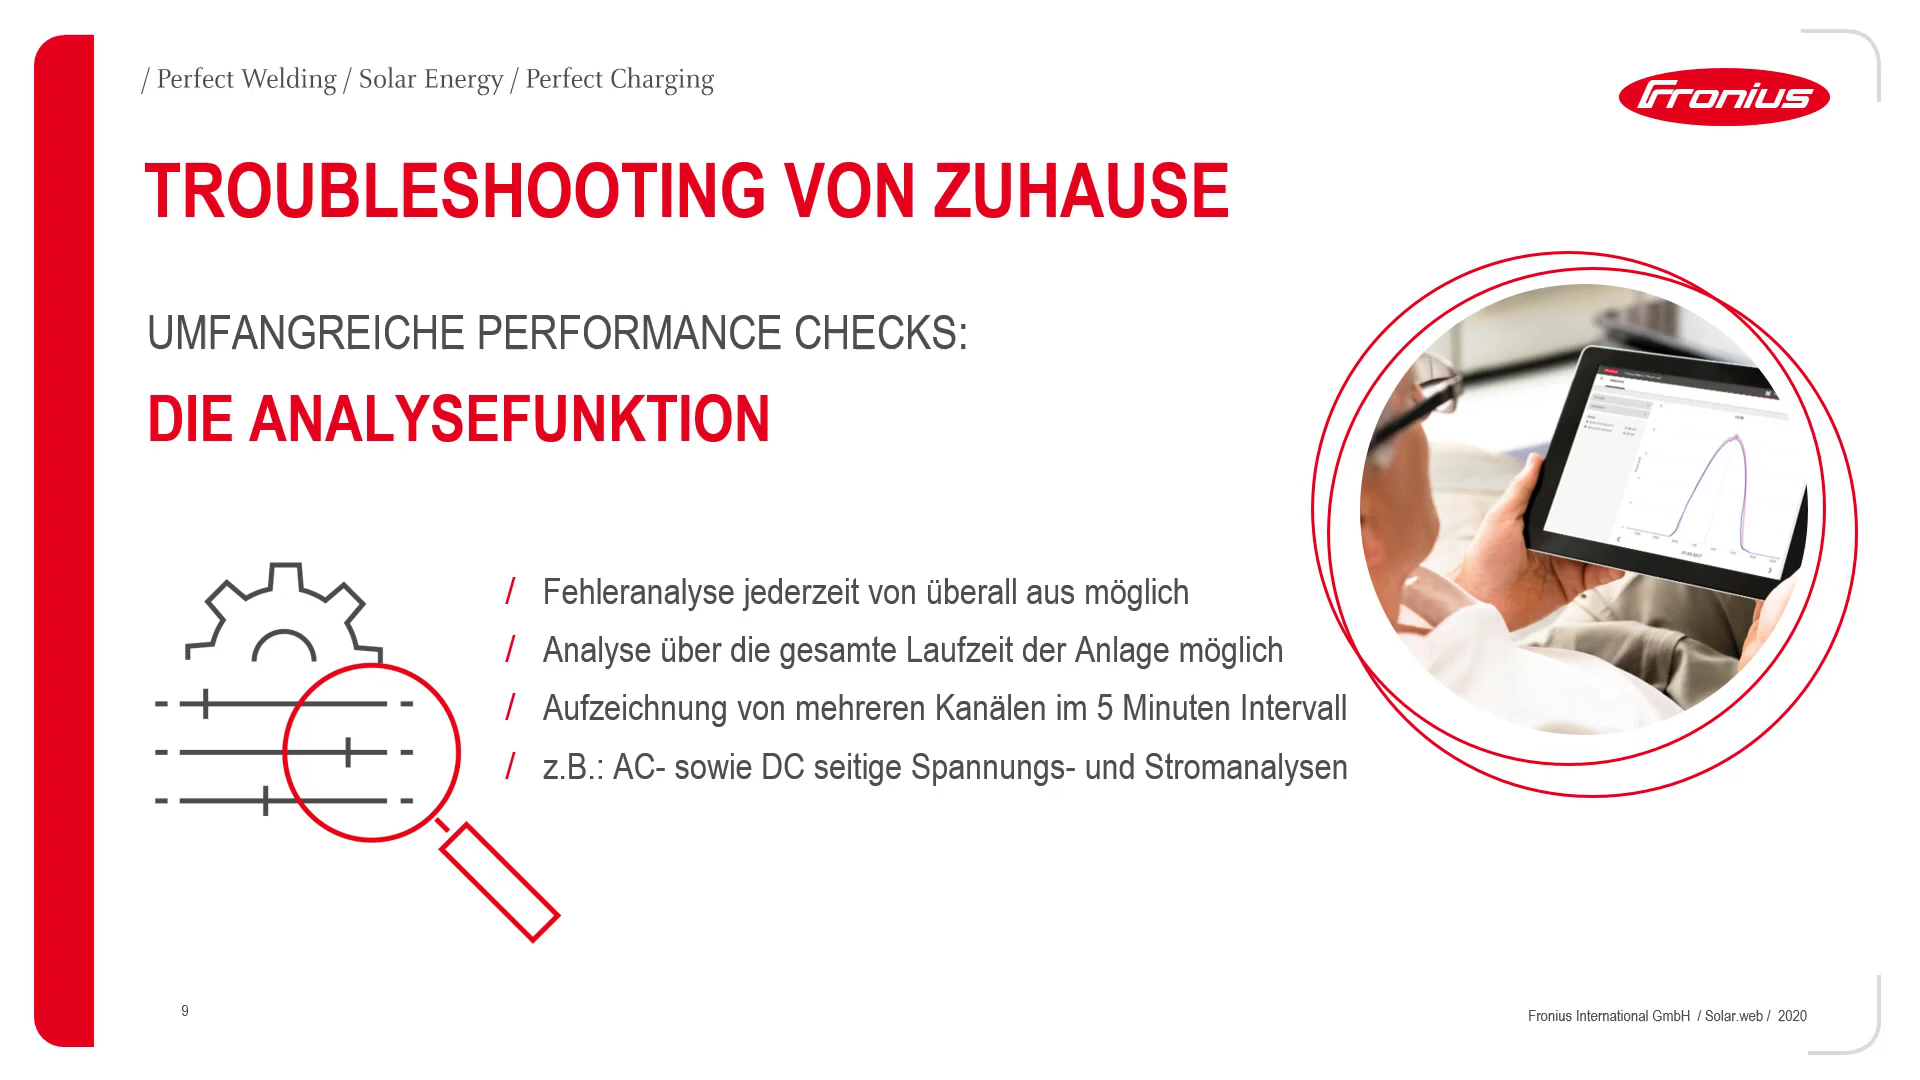 / Perfect Welding / Solar Energy / Perfect Charging
Fronius
TROUBLESHOOTING VON ZUHAUSE
UMFANGREICHE PERFORMANCE CHECKS:
DIE ANALYSEFUNKTION
/ Fehleranalyse jederzeit von überall aus möglich
/ Analyse über die gesamte Laufzeit der Anlage möglich
/ Aufzeichnung von mehreren Kanälen im 5 Minuten Intervall
/ z.B.: AC- sowie DC seitige Spannungs- und Stromanalysen
9
Fronius International GmbH / Solar.web / 2020